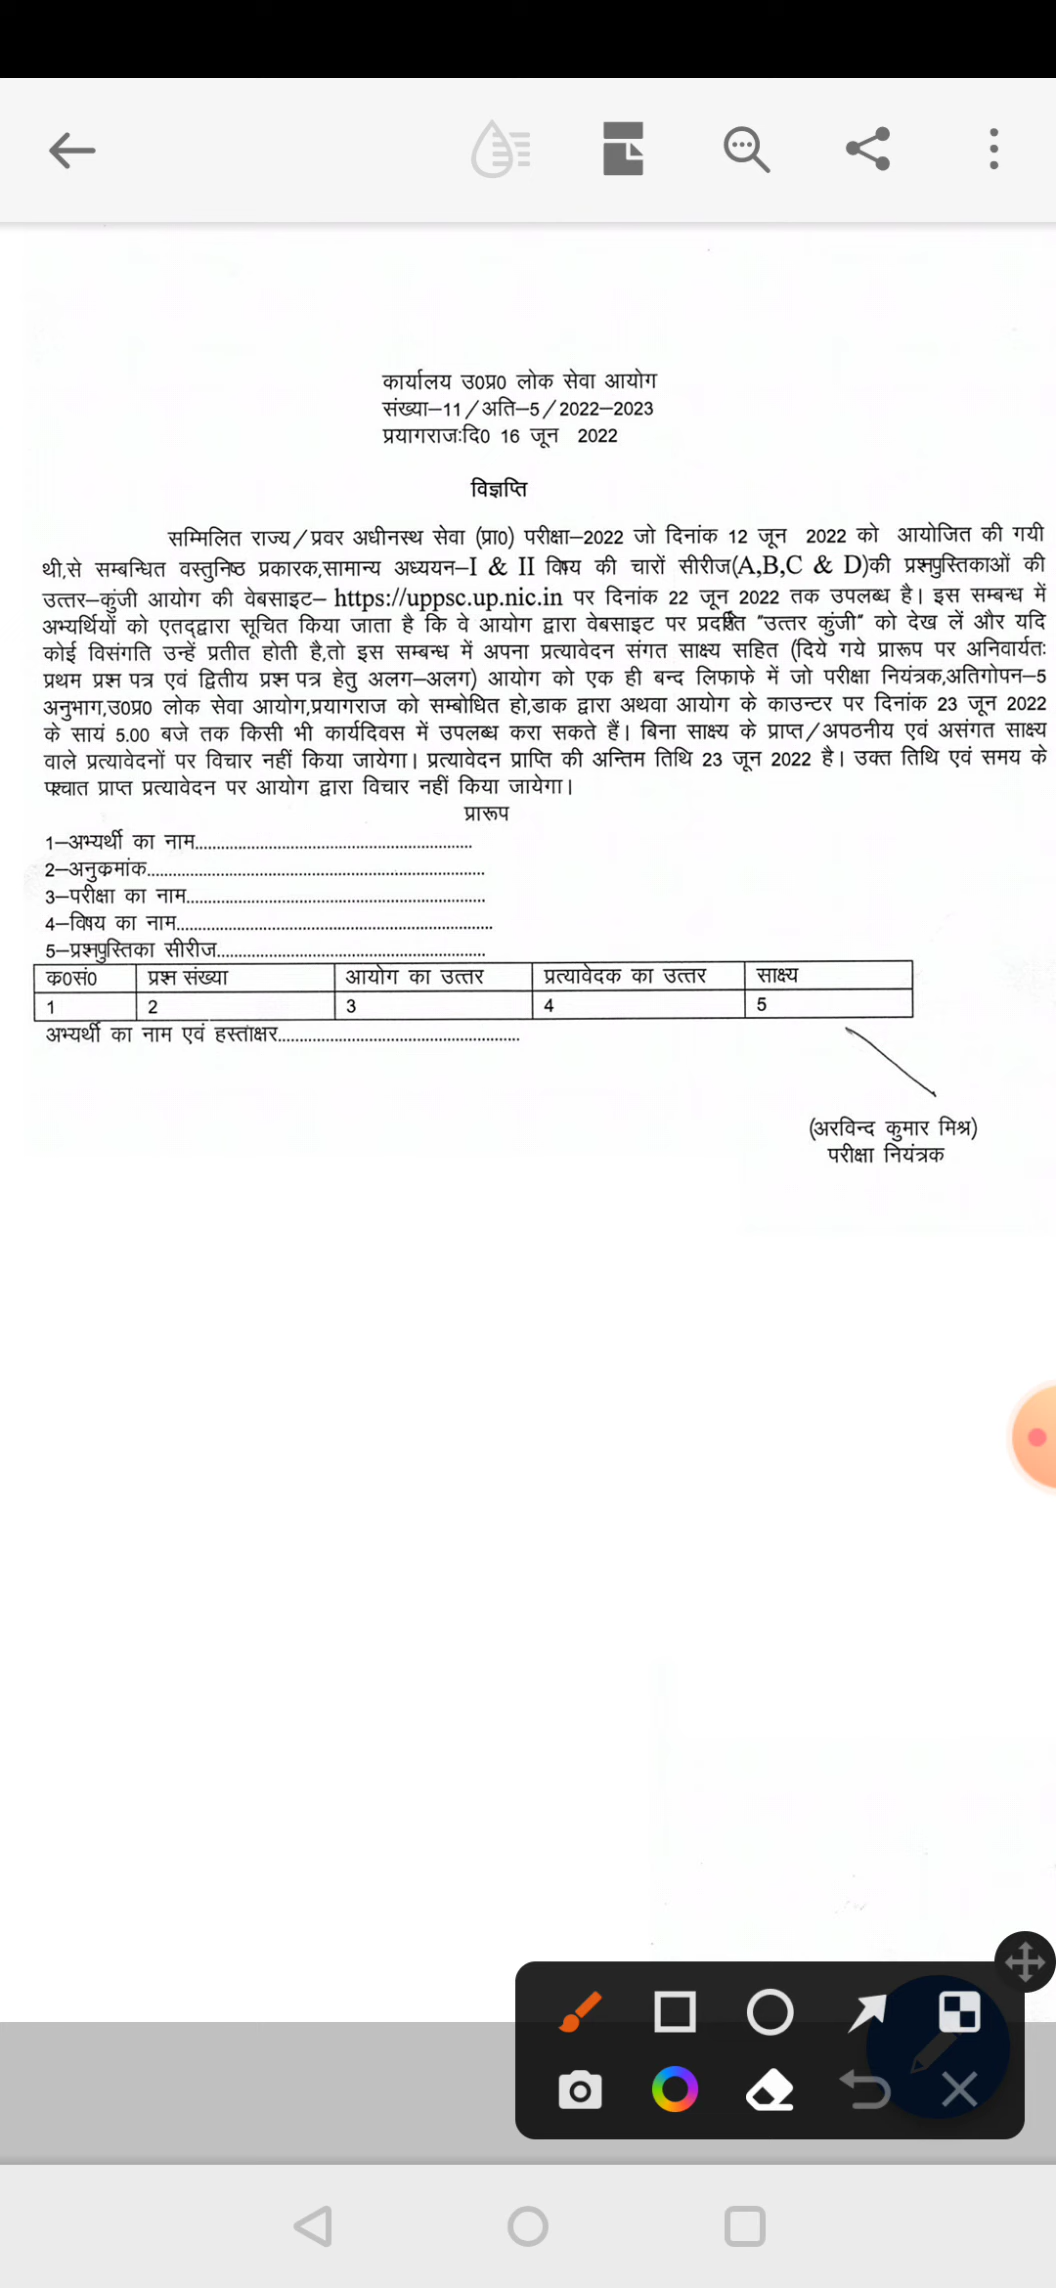 कार्यालय उ0प्र0 लोक सेवा आयोग
संख्या–11/अति–5/2022–2023
प्रयागराजःदि0 16 जून 2022
विज्ञप्ति
सम्मिलित राज्य/प्रवर अधीनस्थ सेवा (प्रा0) परीक्षा–2022 जो दिनांक 12 जून 2022 को आयोजित की गयी
थी,से सम्बन्धित वस्तुनिष्ठ प्रकारक,सामान्य अध्ययन–I & II विषय की चारों सीरीज(A,B,C & D)की प्रश्नपुस्तिकाओं की
उत्तर–कुंजी आयोग की वेबसाइट– https://uppsc.up.nic.in पर दिनांक 22 जून 2022 तक उपलब्ध है। इस सम्बन्ध में
अभ्यर्थियों को एतद्द्वारा सूचित किया जाता है कि वे आयोग द्वारा वेबसाइट पर प्रदर्शित "उत्तर कुंजी" को देख लें और यदि
कोई विसंगति उन्हें प्रतीत होती है,तो इस सम्बन्ध में अपना प्रत्यावेदन संगत साक्ष्य सहित (दिये गये प्रारूप पर अनिवार्यतः
प्रथम प्रश्न पत्र एवं द्वितीय प्रश्न पत्र हेतु अलग–अलग) आयोग को एक ही बन्द लिफाफे में जो परीक्षा नियंत्रक,अतिगोपन–5
अनुभाग,उ0प्र0 लोक सेवा आयोग,प्रयागराज को सम्बोधित हो,डाक द्वारा अथवा आयोग के काउन्टर पर दिनांक 23 जून 2022
के सायं 5.00 बजे तक किसी भी कार्यदिवस में उपलब्ध करा सकते हैं। बिना साक्ष्य के प्राप्त/अपठनीय एवं असंगत साक्ष्य
वाले प्रत्यावेदनों पर विचार नहीं किया जायेगा। प्रत्यावेदन प्राप्ति की अन्तिम तिथि 23 जून 2022 है। उक्त तिथि एवं समय के
पश्चात प्राप्त प्रत्यावेदन पर आयोग द्वारा विचार नहीं किया जायेगा।
प्रारूप
1–अभ्यर्थी का नाम................................................................
2–अनुक्रमांक..............................................................................
3–परीक्षा का नाम.....................................................................
4–विषय का नाम.........................................................................
5–प्रश्नपुस्तिका सीरीज..............................................................
क्र0सं0 प्रश्न संख्या आयोग का उत्तर प्रत्यावेदक का उत्तर साक्ष्य
1 2 3 4 5
अभ्यर्थी का नाम एवं हस्ताक्षर........................................................
(अरविन्द कुमार मिश्र)
परीक्षा नियंत्रक